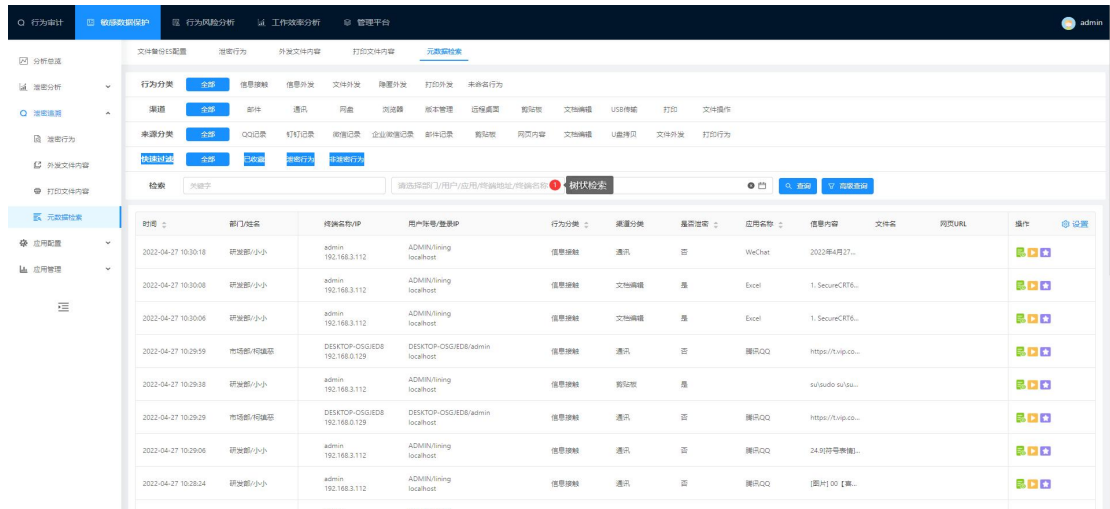 行为审计 敏感数据保护 行为风险分析 工作效率分析 管理平台 admin
文件备份ES配置 泄密行为 外发文件内容 打印文件内容 元数据检索
分析总览
泄密分析
泄密追溯
泄密行为
外发文件内容
打印文件内容
元数据检索
应用配置
应用管理
行为分类 全部 信息接触 信息外发 文件外发 隐匿外发 打印外发 未命名行为
渠道 全部 邮件 通讯 网盘 浏览器 版本管理 远程桌面 剪贴板 文档编辑 USB传输 打印 文件操作
来源分类 全部 QQ记录 钉钉记录 微信记录 企业微信记录 邮件记录 剪贴板 网页内容 文档编辑 U盘拷贝 文件外发 打印行为
快速过滤 全部 已收藏 泄密行为 非泄密行为
检索 关键字 请选择部门/用户/应用/终端地址/终端名称 1 树状检索 查询 高级查询
时间 部门/姓名 终端名称/IP 用户账号/登录IP 行为分类 渠道分类 是否泄密 应用名称 信息内容 文件名 网页URL 操作 设置
2022-04-27 10:30:18 研发部/小小 admin 192.168.3.112 ADMIN/lining localhost 信息接触 通讯 否 WeChat 2022年4月27...
2022-04-27 10:30:08 研发部/小小 admin 192.168.3.112 ADMIN/lining localhost 信息接触 文档编辑 是 Excel 1. SecureCRT6...
2022-04-27 10:30:06 研发部/小小 admin 192.168.3.112 ADMIN/lining localhost 信息接触 文档编辑 是 Excel 1. SecureCRT6...
2022-04-27 10:29:59 市场部/柯镇恶 DESKTOP-OSGJED8 192.168.0.129 DESKTOP-OSGJED8/admin localhost 信息接触 通讯 否 腾讯QQ https://t.vip.co...
2022-04-27 10:29:38 研发部/小小 admin 192.168.3.112 ADMIN/lining localhost 信息接触 剪贴板 是 su\sudo su\su...
2022-04-27 10:29:29 市场部/柯镇恶 DESKTOP-OSGJED8 192.168.0.129 DESKTOP-OSGJED8/admin localhost 信息接触 通讯 否 腾讯QQ https://t.vip.co...
2022-04-27 10:29:06 研发部/小小 admin 192.168.3.112 ADMIN/lining localhost 信息接触 通讯 否 腾讯QQ 24.9[符号表情]...
2022-04-27 10:28:24 研发部/小小 admin 192.168.3.112 ADMIN/lining localhost 信息接触 通讯 否 腾讯QQ [图片] 00【喜...